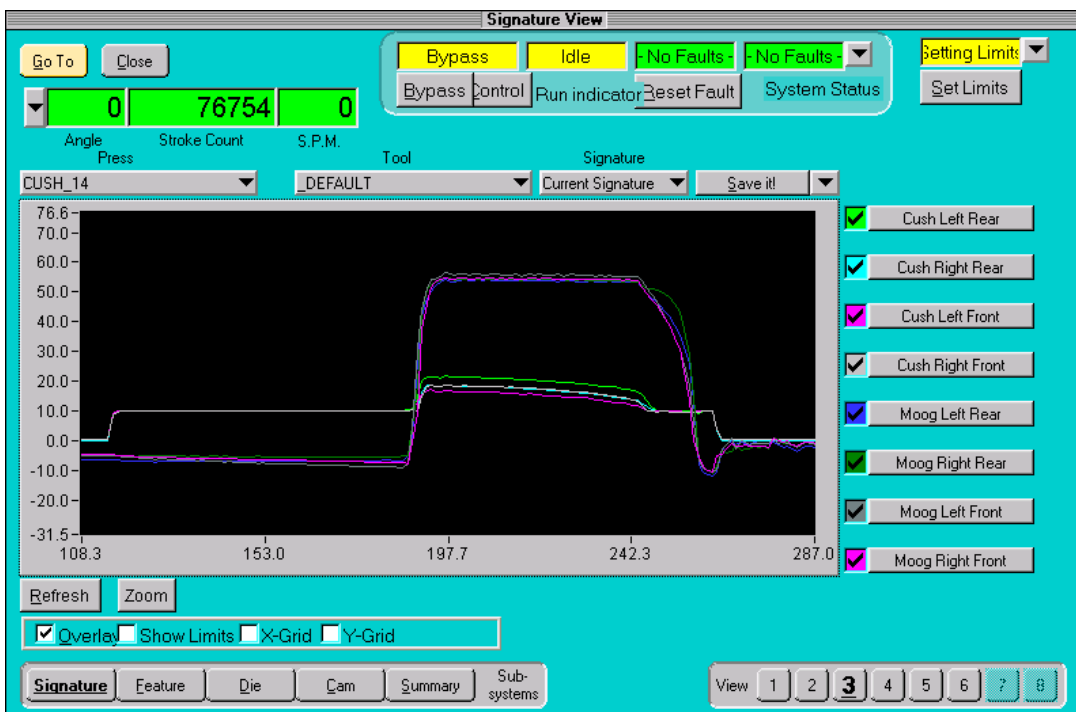 Signature View
Go To Close
Bypass Idle - No Faults - - No Faults - Setting Limits
Bypass Control Run indicator Reset Fault System Status Set Limits
0 76754 0
Angle Stroke Count S.P.M.
Press Tool Signature
CUSH_14 _DEFAULT Current Signature Save it!
76.6
70.0
60.0
50.0
40.0
30.0
20.0
10.0
0.0
-10.0
-20.0
-31.5
108.3 153.0 197.7 242.3 287.0
Cush Left Rear
Cush Right Rear
Cush Left Front
Cush Right Front
Moog Left Rear
Moog Right Rear
Moog Left Front
Moog Right Front
Refresh Zoom
Overlay Show Limits X-Grid Y-Grid
Signature Feature Die Cam Summary Sub-
systems
View 1 2 3 4 5 6 7 8